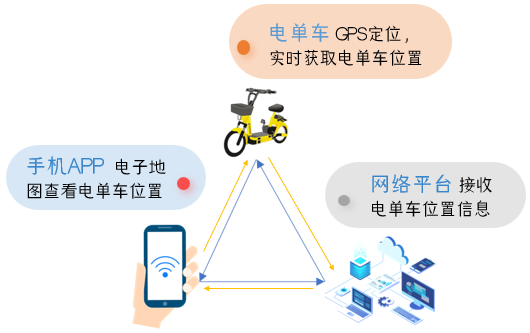 电单车 GPS定位，
实时获取电单车位置
手机APP 电子地
图查看电单车位置
网络平台 接收
电单车位置信息